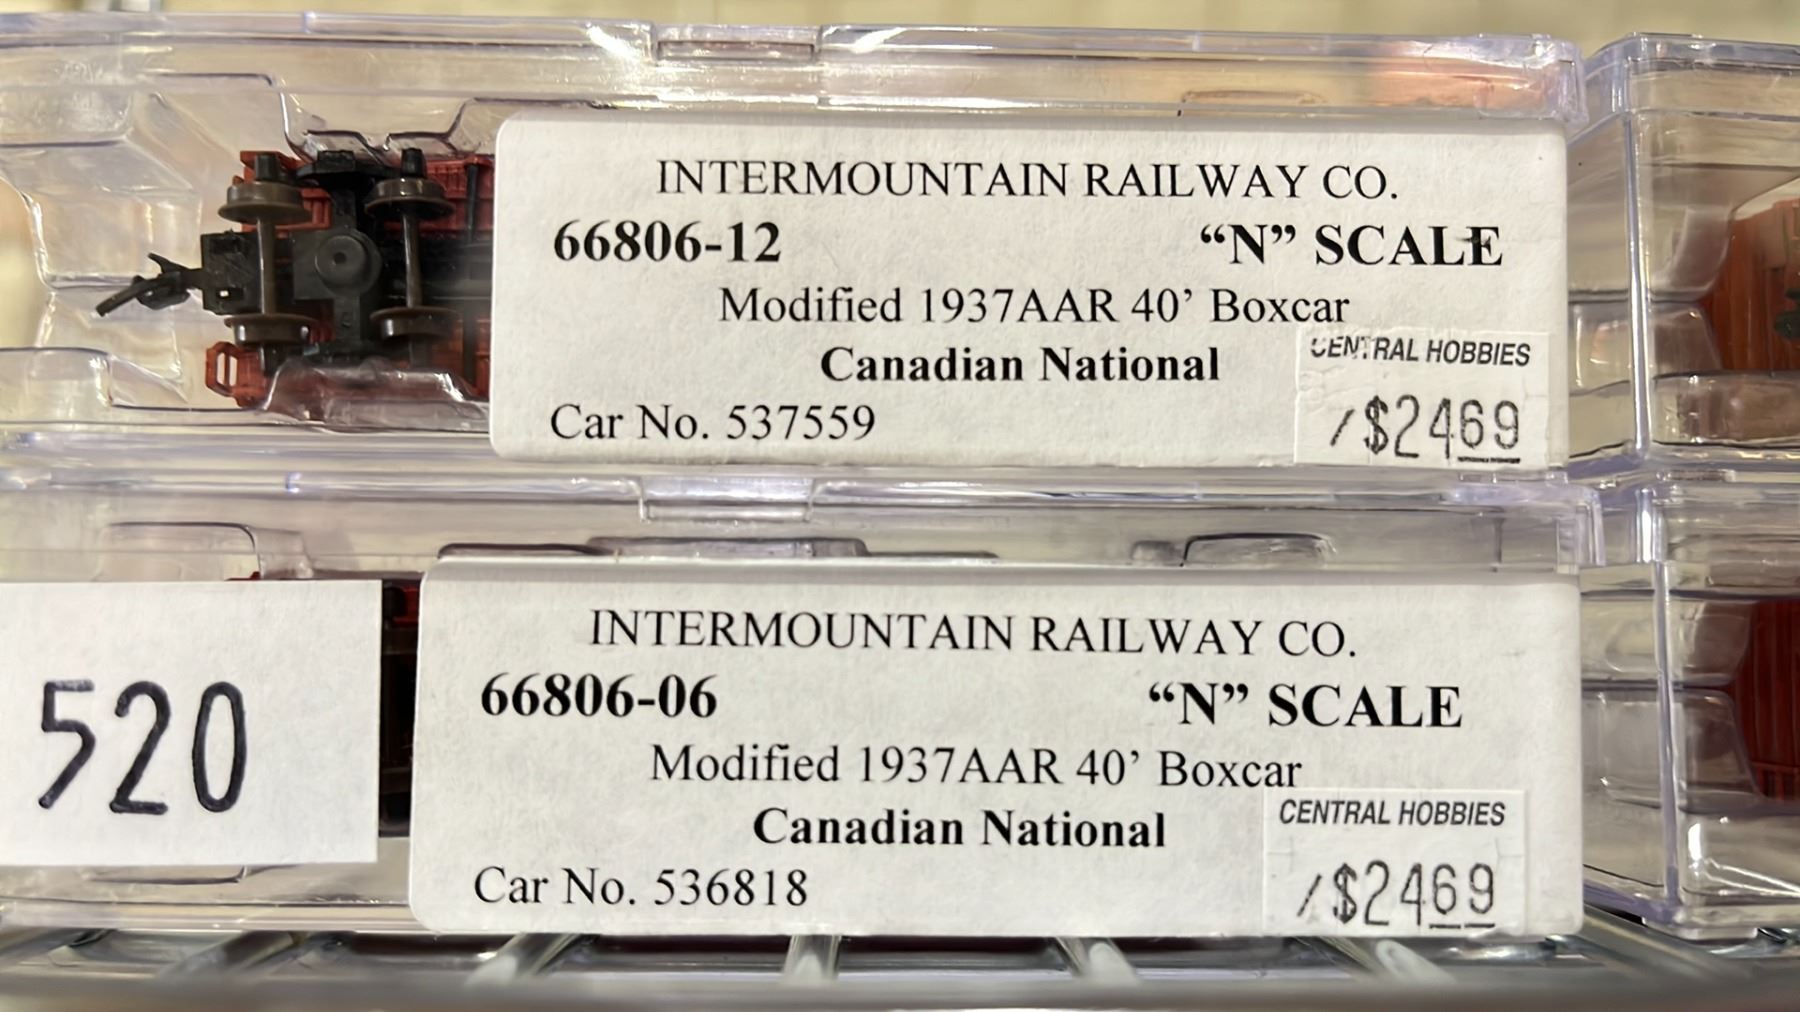 INTERMOUNTAIN RAILWAY CO.
66806-12 “N” SCALE
Modified 1937AAR 40’ Boxcar
Canadian National
Car No. 537559
CENTRAL HOBBIES
/$2469
INTERMOUNTAIN RAILWAY CO.
66806-06 “N” SCALE
Modified 1937AAR 40’ Boxcar
Canadian National
Car No. 536818
CENTRAL HOBBIES
/$2469
520